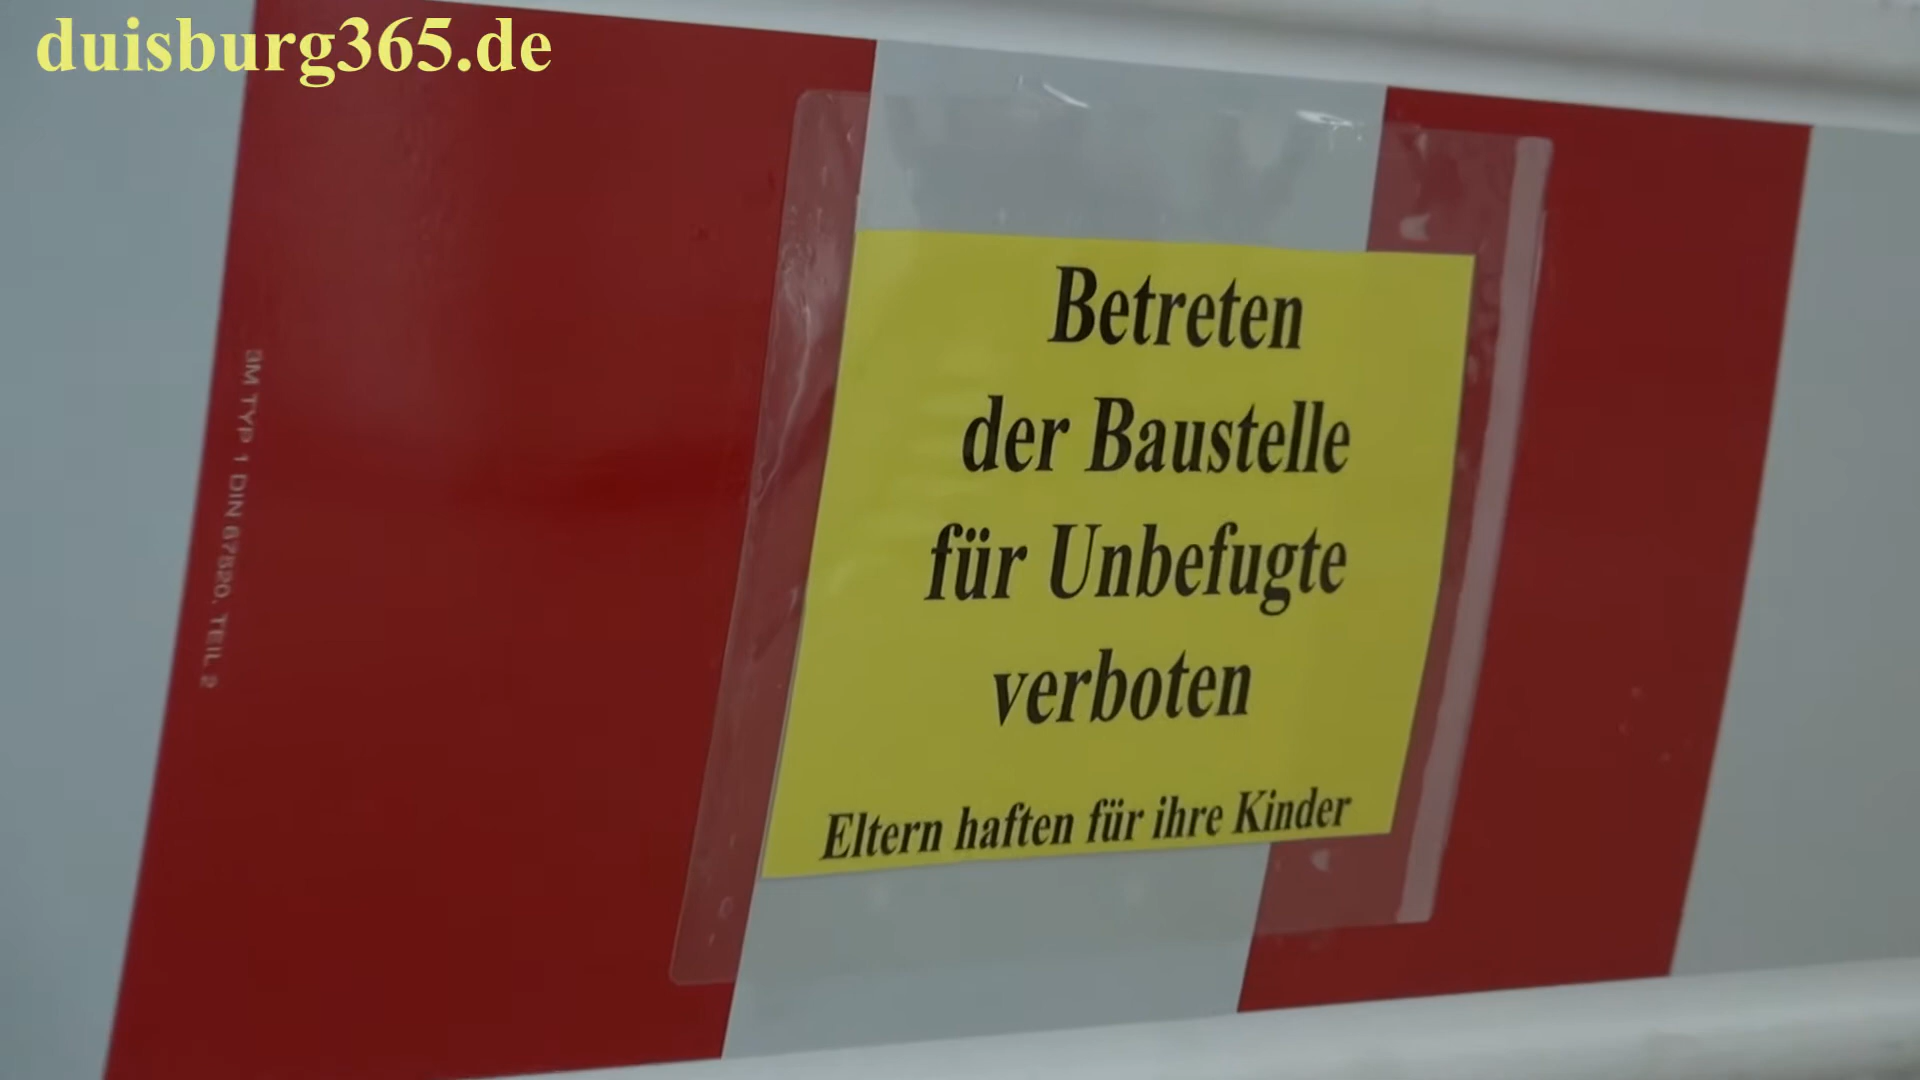 duisburg365.de
Betreten
der Baustelle
für Unbefugte
verboten
Eltern haften für ihre Kinder
3M TYP 1 DIN 67520, TEIL 2